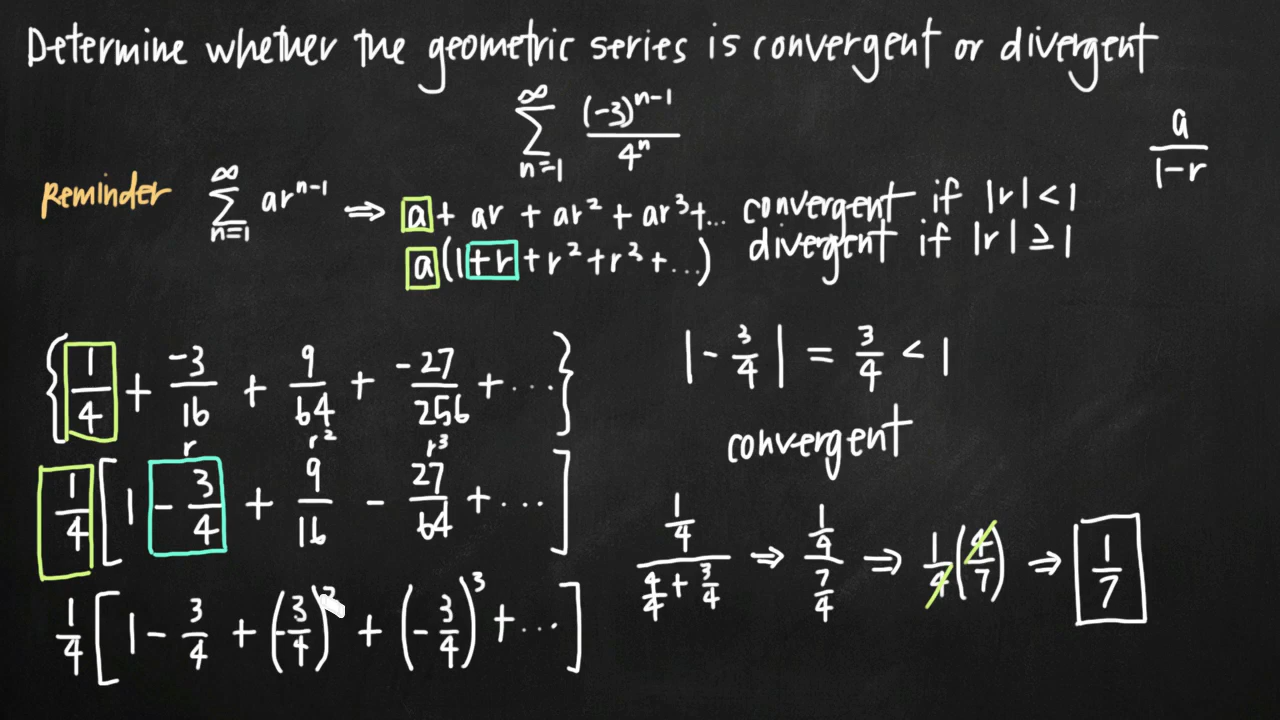 Determine whether the geometric series is convergent or divergent
∞ Σ n=1 (-3)^(n-1) / 4^n
a / (1-r)
Reminder ∞ Σ n=1 ar^(n-1) ⇒ a + ar + ar² + ar³ + ... convergent if |r| < 1
a (1 + r + r² + r³ + ...) divergent if |r| ≥ 1
{ 1/4 + -3/16 + 9/64 + -27/256 + ... }
|-3/4| = 3/4 < 1
convergent
r r² r³
1/4 [ 1 - 3/4 + 9/16 - 27/64 + ... ]
(1/4) / (4/4 + 3/4) ⇒ (1/4) / (7/4) ⇒ 1/4 (4/7) ⇒ 1/7
1/4 [ 1 - 3/4 + (-3/4)² + (-3/4)³ + ... ]